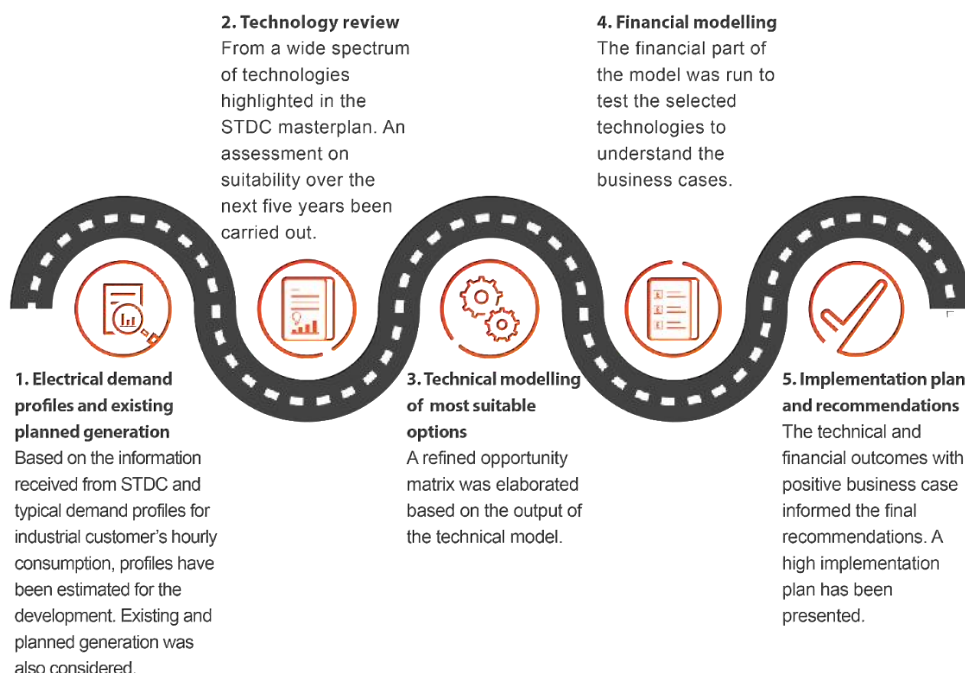 2. Technology review
From a wide spectrum
of technologies
highlighted in the
STDC masterplan. An
assessment on
suitability over the
next five years been
carried out.
4. Financial modelling
The financial part of
the model was run to
test the selected
technologies to
understand the
business cases.
1. Electrical demand
profiles and existing
planned generation
Based on the information
received from STDC and
typical demand profiles for
industrial customer's hourly
consumption, profiles have
been estimated for the
development. Existing and
planned generation was
also considered.
3. Technical modelling
of most suitable
options
A refined opportunity
matrix was elaborated
based on the output of
the technical model.
5. Implementation plan
and recommendations
The technical and
financial outcomes with
positive business case
informed the final
recommendations. A
high implementation
plan has been
presented.